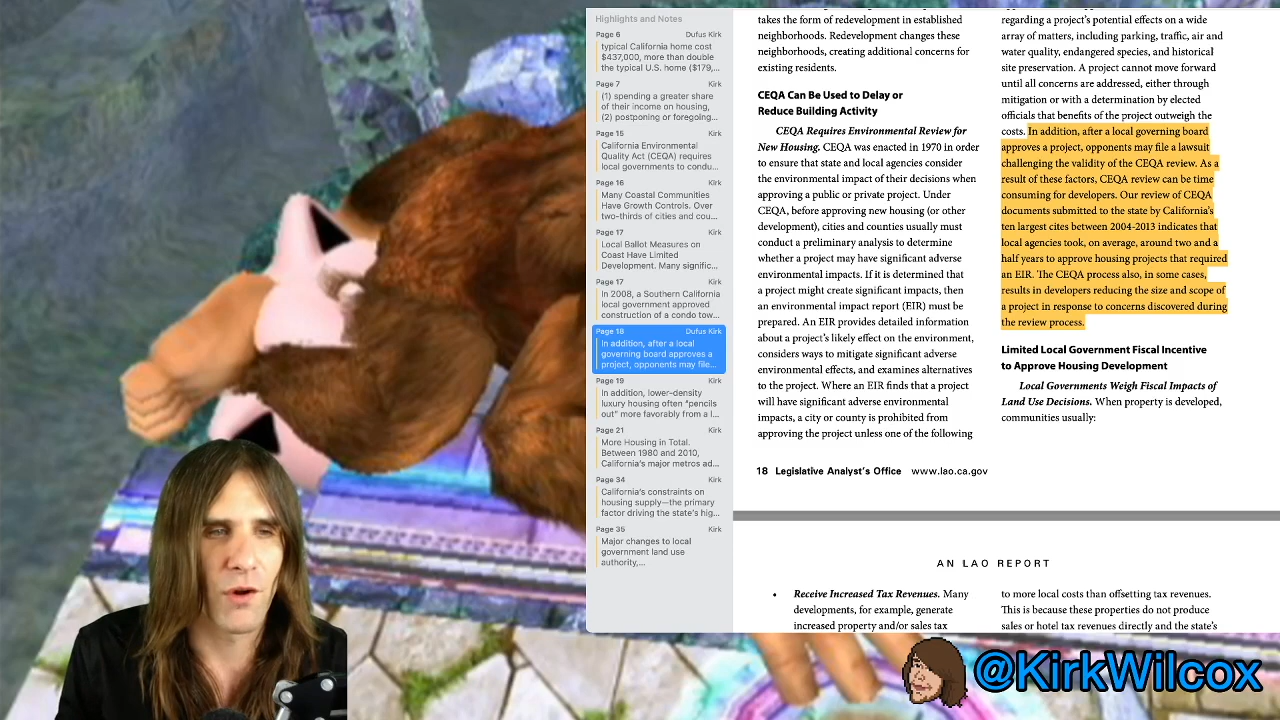 Highlights and Notes
Page 6 Dufus Kirk
typical California home cost
$437,000, more than double
the typical U.S. home ($179,...
Page 7 Kirk
(1) spending a greater share
of their income on housing,
(2) postponing or foregoing...
Page 15 Kirk
California Environmental
Quality Act (CEQA) requires
local governments to condu...
Page 16 Kirk
Many Coastal Communities
Have Growth Controls. Over
two-thirds of cities and cou...
Page 17 Kirk
Local Ballot Measures on
Coast Have Limited
Development. Many signific...
Page 17 Kirk
In 2008, a Southern California
local government approved
construction of a condo tow...
Page 18 Dufus Kirk
In addition, after a local
governing board approves a
project, opponents may file...
Page 19 Kirk
In addition, lower-density
luxury housing often “pencils
out” more favorably from a l...
Page 21 Kirk
More Housing in Total.
Between 1980 and 2010,
California’s major metros ad...
Page 34 Kirk
California’s constraints on
housing supply—the primary
factor driving the state’s hig...
Page 35 Kirk
Major changes to local
government land use
authority,...
takes the form of redevelopment in established
neighborhoods. Redevelopment changes these
neighborhoods, creating additional concerns for
existing residents.
CEQA Can Be Used to Delay or
Reduce Building Activity
CEQA Requires Environmental Review for
New Housing. CEQA was enacted in 1970 in order
to ensure that state and local agencies consider
the environmental impact of their decisions when
approving a public or private project. Under
CEQA, before approving new housing (or other
development), cities and counties usually must
conduct a preliminary analysis to determine
whether a project may have significant adverse
environmental impacts. If it is determined that
a project might create significant impacts, then
an environmental impact report (EIR) must be
prepared. An EIR provides detailed information
about a project’s likely effect on the environment,
considers ways to mitigate significant adverse
environmental effects, and examines alternatives
to the project. Where an EIR finds that a project
will have significant adverse environmental
impacts, a city or county is prohibited from
approving the project unless one of the following
regarding a project’s potential effects on a wide
array of matters, including parking, traffic, air and
water quality, endangered species, and historical
site preservation. A project cannot move forward
until all concerns are addressed, either through
mitigation or with a determination by elected
officials that benefits of the project outweigh the
costs. In addition, after a local governing board
approves a project, opponents may file a lawsuit
challenging the validity of the CEQA review. As a
result of these factors, CEQA review can be time
consuming for developers. Our review of CEQA
documents submitted to the state by California’s
ten largest cites between 2004-2013 indicates that
local agencies took, on average, around two and a
half years to approve housing projects that required
an EIR. The CEQA process also, in some cases,
results in developers reducing the size and scope of
a project in response to concerns discovered during
the review process.
Limited Local Government Fiscal Incentive
to Approve Housing Development
Local Governments Weigh Fiscal Impacts of
Land Use Decisions. When property is developed,
communities usually:
18 Legislative Analyst’s Office www.lao.ca.gov
AN LAO REPORT
• Receive Increased Tax Revenues. Many
developments, for example, generate
increased property and/or sales tax
to more local costs than offsetting tax revenues.
This is because these properties do not produce
sales or hotel tax revenues directly and the state’s
@KirkWilcox